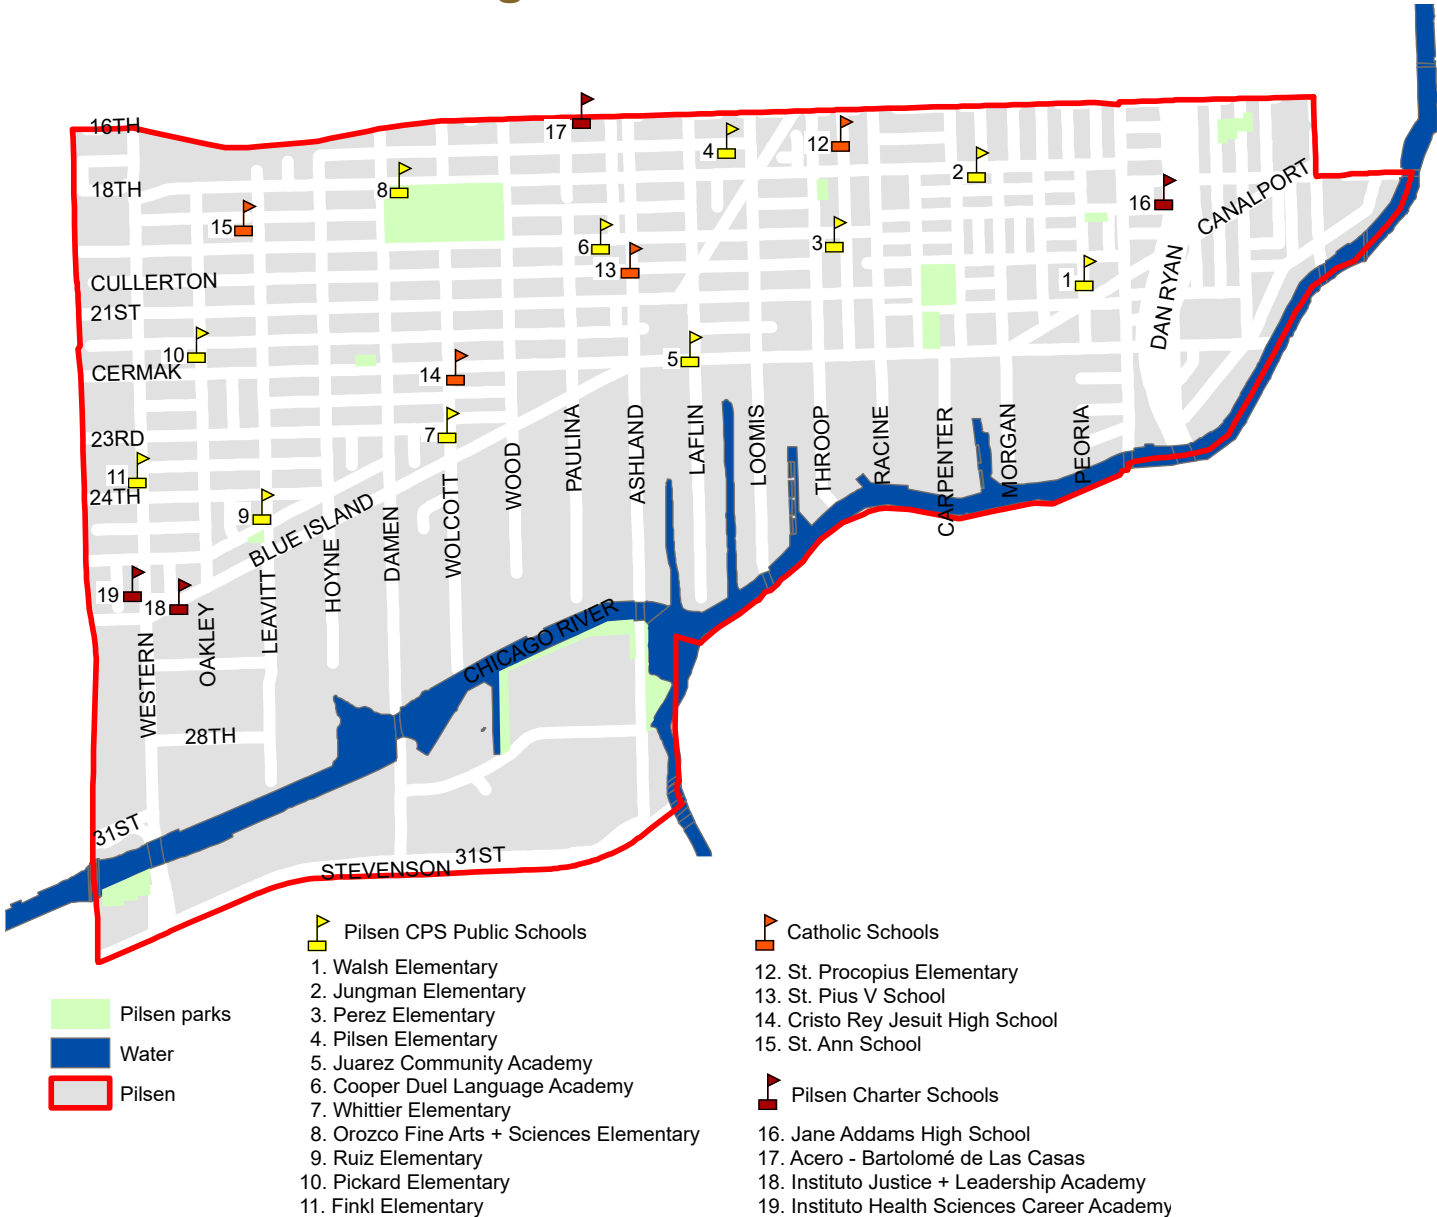 16TH
17
12
4
2
18TH
8
16
CANALPORT
15
6
3
13
CULLERTON
1
DAN RYAN
21ST
10
CERMAK
14
5
23RD
7
WOOD
PAULINA
ASHLAND
LAFLIN
LOOMIS
THROOP
RACINE
CARPENTER
MORGAN
PEORIA
11
24TH
9
BLUE ISLAND
HOYNE
DAMEN
WOLCOTT
LEAVITT
19
18
OAKLEY
WESTERN
CHICAGO RIVER
28TH
31ST
STEVENSON
31ST
Pilsen parks
Water
Pilsen
Pilsen CPS Public Schools
1. Walsh Elementary
2. Jungman Elementary
3. Perez Elementary
4. Pilsen Elementary
5. Juarez Community Academy
6. Cooper Duel Language Academy
7. Whittier Elementary
8. Orozco Fine Arts + Sciences Elementary
9. Ruiz Elementary
10. Pickard Elementary
11. Finkl Elementary
Catholic Schools
12. St. Procopius Elementary
13. St. Pius V School
14. Cristo Rey Jesuit High School
15. St. Ann School
Pilsen Charter Schools
16. Jane Addams High School
17. Acero - Bartolomé de Las Casas
18. Instituto Justice + Leadership Academy
19. Instituto Health Sciences Career Academy